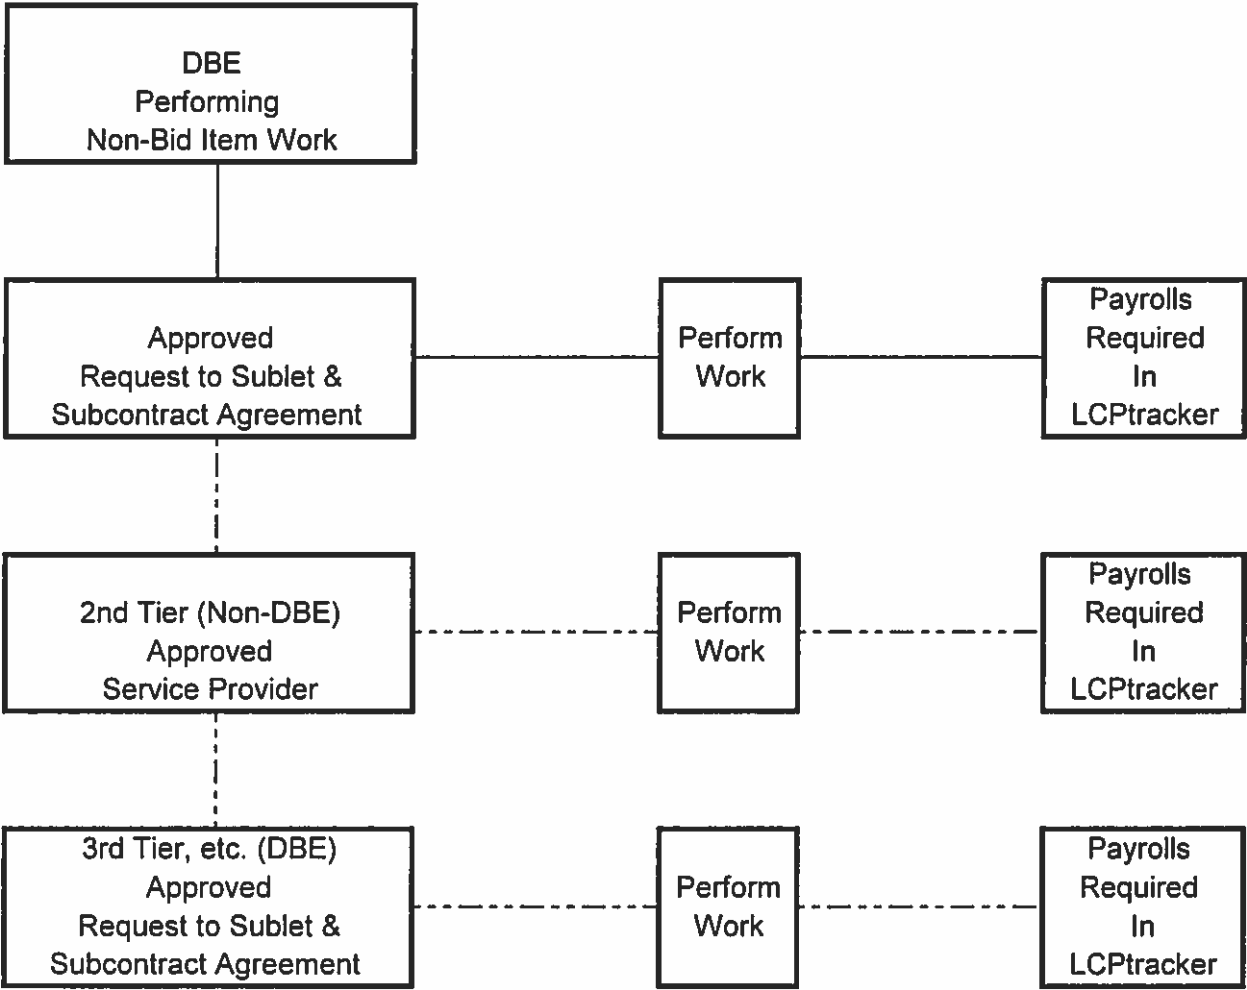 DBE
Performing
Non-Bid Item Work
Approved
Request to Sublet &
Subcontract Agreement
Perform
Work
Payrolls
Required
In
LCPtracker
2nd Tier (Non-DBE)
Approved
Service Provider
Perform
Work
Payrolls
Required
In
LCPtracker
3rd Tier, etc. (DBE)
Approved
Request to Sublet &
Subcontract Agreement
Perform
Work
Payrolls
Required
In
LCPtracker